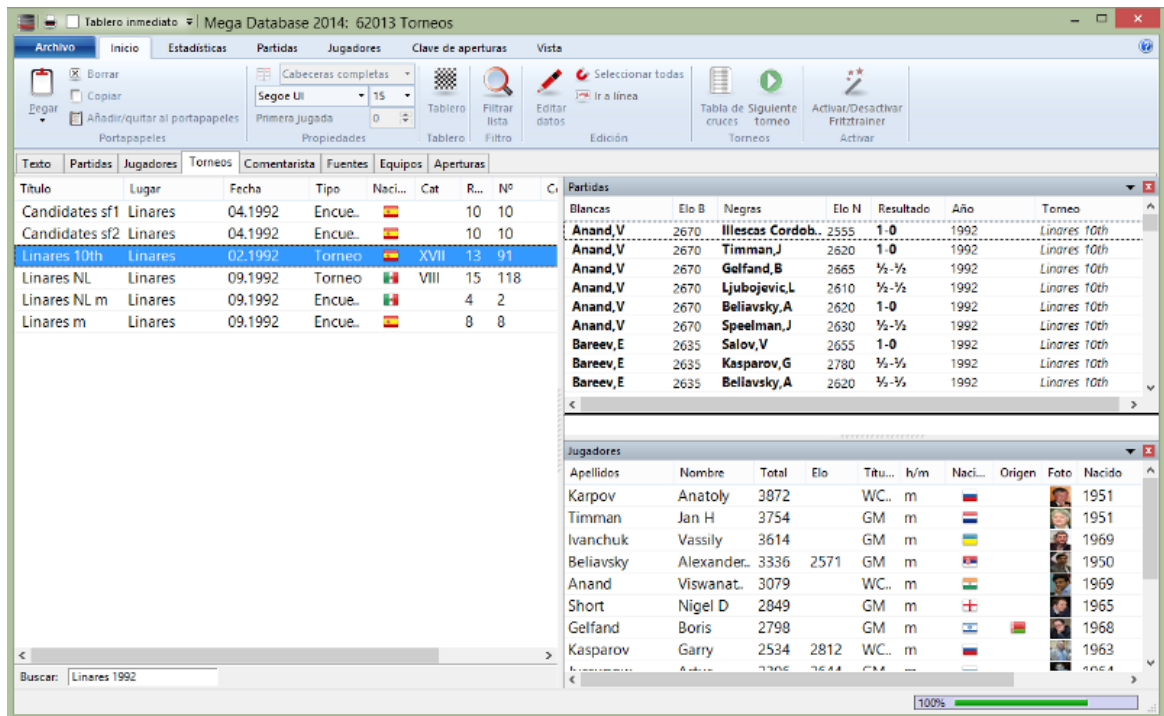 Tablero inmediato Mega Database 2014: 62013 Torneos
Archivo Inicio Estadísticas Partidas Jugadores Clave de aperturas Vista
Pegar Borrar Copiar Añadir/quitar al portapapeles
Portapapeles
Cabeceras completas
Segoe UI 15
Primera jugada 0
Propiedades
Tablero
Tablero
Filtrar lista
Filtro
Editar datos Seleccionar todas Ir a línea
Edición
Tabla de cruces Siguiente torneo
Torneos
Activar/Desactivar Fritztrainer
Activar
Texto Partidas Jugadores Torneos Comentarista Fuentes Equipos Aperturas
Título Lugar Fecha Tipo Naci... Cat R... Nº
Candidates sf1 Linares 04.1992 Encue.. 10 10
Candidates sf2 Linares 04.1992 Encue.. 10 10
Linares 10th Linares 02.1992 Torneo XVII 13 91
Linares NL Linares 09.1992 Torneo VIII 15 118
Linares NL m Linares 09.1992 Encue.. 4 2
Linares m Linares 09.1992 Encue.. 8 8
Buscar: Linares 1992
Partidas
Blancas Elo B Negras Elo N Resultado Año Torneo
Anand,V 2670 Illescas Cordob.. 2555 1-0 1992 Linares 10th
Anand,V 2670 Timman,J 2620 1-0 1992 Linares 10th
Anand,V 2670 Gelfand,B 2665 ½-½ 1992 Linares 10th
Anand,V 2670 Ljubojevic,L 2610 ½-½ 1992 Linares 10th
Anand,V 2670 Beliavsky,A 2620 1-0 1992 Linares 10th
Anand,V 2670 Speelman,J 2630 ½-½ 1992 Linares 10th
Bareev,E 2635 Salov,V 2655 1-0 1992 Linares 10th
Bareev,E 2635 Kasparov,G 2780 ½-½ 1992 Linares 10th
Bareev,E 2635 Beliavsky,A 2620 ½-½ 1992 Linares 10th
Jugadores
Apellidos Nombre Total Elo Títu... h/m Naci... Origen Foto Nacido
Karpov Anatoly 3872 WC.. m 1951
Timman Jan H 3754 GM m 1951
Ivanchuk Vassily 3614 GM m 1969
Beliavsky Alexander.. 3336 2571 GM m 1950
Anand Viswanat.. 3079 WC.. m 1969
Short Nigel D 2849 GM m 1965
Gelfand Boris 2798 GM m 1968
Kasparov Garry 2534 2812 WC.. m 1963
100%